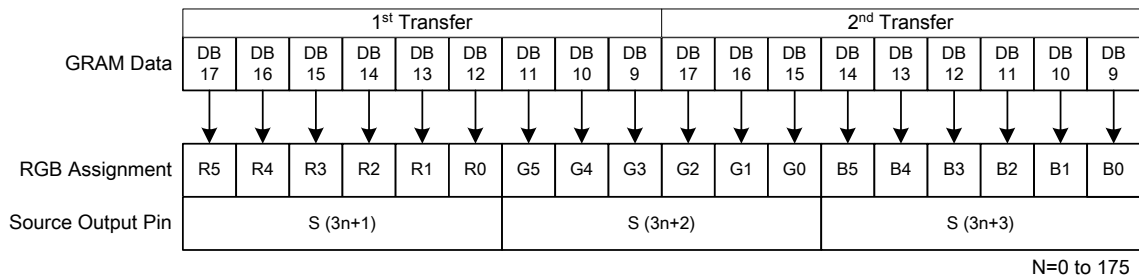 1st Transfer 2nd Transfer
GRAM Data DB 17 DB 16 DB 15 DB 14 DB 13 DB 12 DB 11 DB 10 DB 9 DB 17 DB 16 DB 15 DB 14 DB 13 DB 12 DB 11 DB 10 DB 9
RGB Assignment R5 R4 R3 R2 R1 R0 G5 G4 G3 G2 G1 G0 B5 B4 B3 B2 B1 B0
Source Output Pin S (3n+1) S (3n+2) S (3n+3)
N=0 to 175